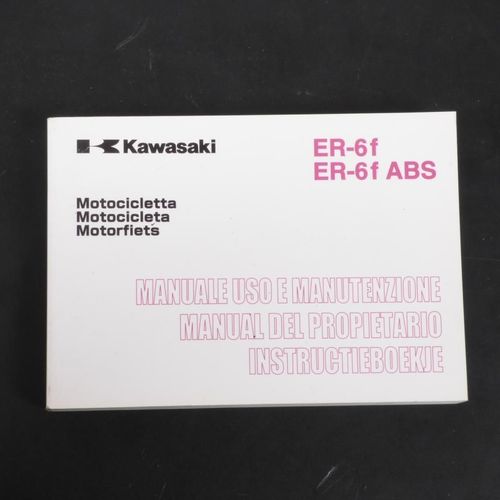 Kawasaki
ER-6f
ER-6f ABS
Motocicletta
Motocicleta
Motorfiets
MANUALE USO E MANUTENZIONE
MANUAL DEL PROPIETARIO
INSTRUCTIEBOEKJE